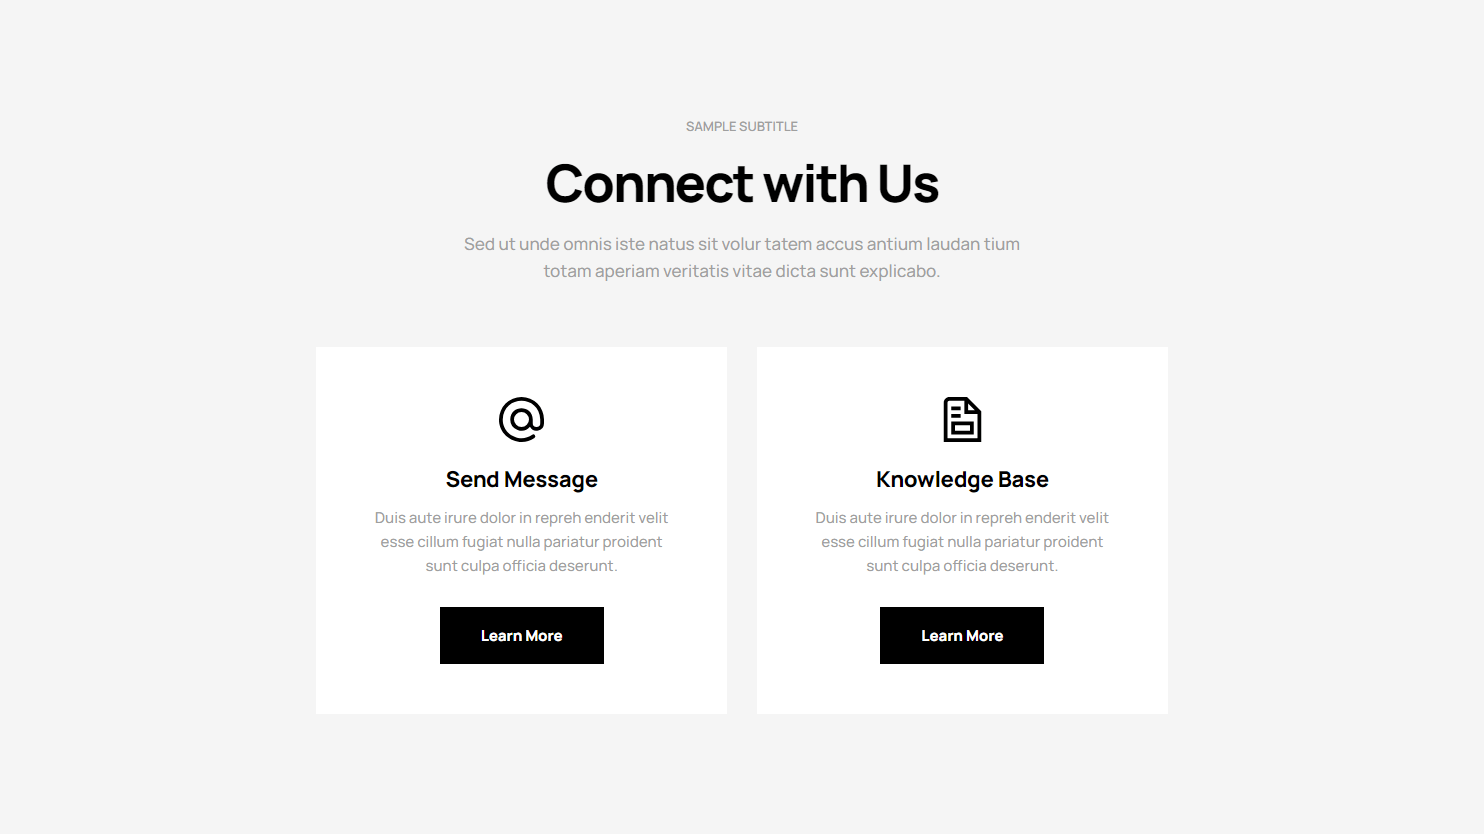 SAMPLE SUBTITLE
Connect with Us
Sed ut unde omnis iste natus sit volur tatem accus antium laudan tium
totam aperiam veritatis vitae dicta sunt explicabo.
Send Message
Duis aute irure dolor in repreh enderit velit
esse cillum fugiat nulla pariatur proident
sunt culpa officia deserunt.
Learn More
Knowledge Base
Duis aute irure dolor in repreh enderit velit
esse cillum fugiat nulla pariatur proident
sunt culpa officia deserunt.
Learn More